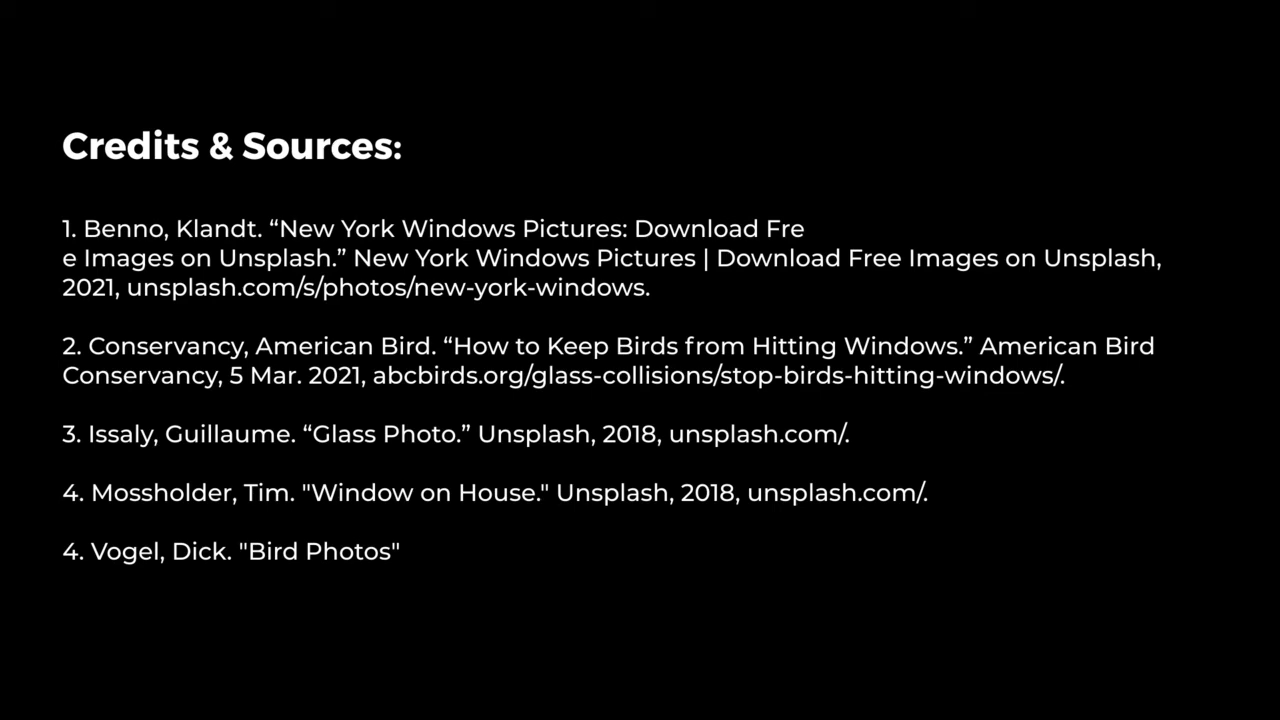 Credits & Sources:
1. Benno, Klandt. “New York Windows Pictures: Download Fre
e Images on Unsplash.” New York Windows Pictures | Download Free Images on Unsplash,
2021, unsplash.com/s/photos/new-york-windows.
2. Conservancy, American Bird. “How to Keep Birds from Hitting Windows.” American Bird
Conservancy, 5 Mar. 2021, abcbirds.org/glass-collisions/stop-birds-hitting-windows/.
3. Issaly, Guillaume. “Glass Photo.” Unsplash, 2018, unsplash.com/.
4. Mossholder, Tim. "Window on House." Unsplash, 2018, unsplash.com/.
4. Vogel, Dick. "Bird Photos"